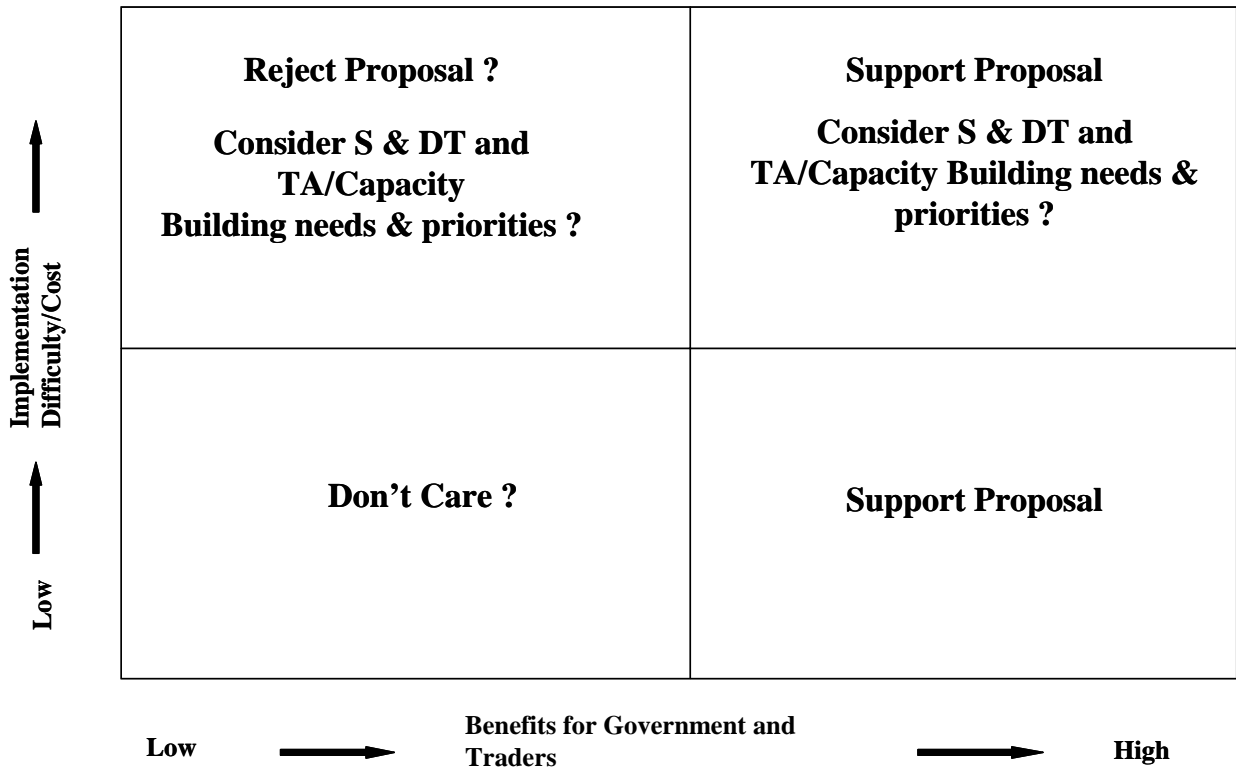 Reject Proposal ?
Consider S & DT and
TA/Capacity
Building needs & priorities ?
Support Proposal
Consider S & DT and
TA/Capacity Building needs &
priorities ?
Implementation
Difficulty/Cost
Low
Don’t Care ?
Support Proposal
Low
Benefits for Government and
Traders
High